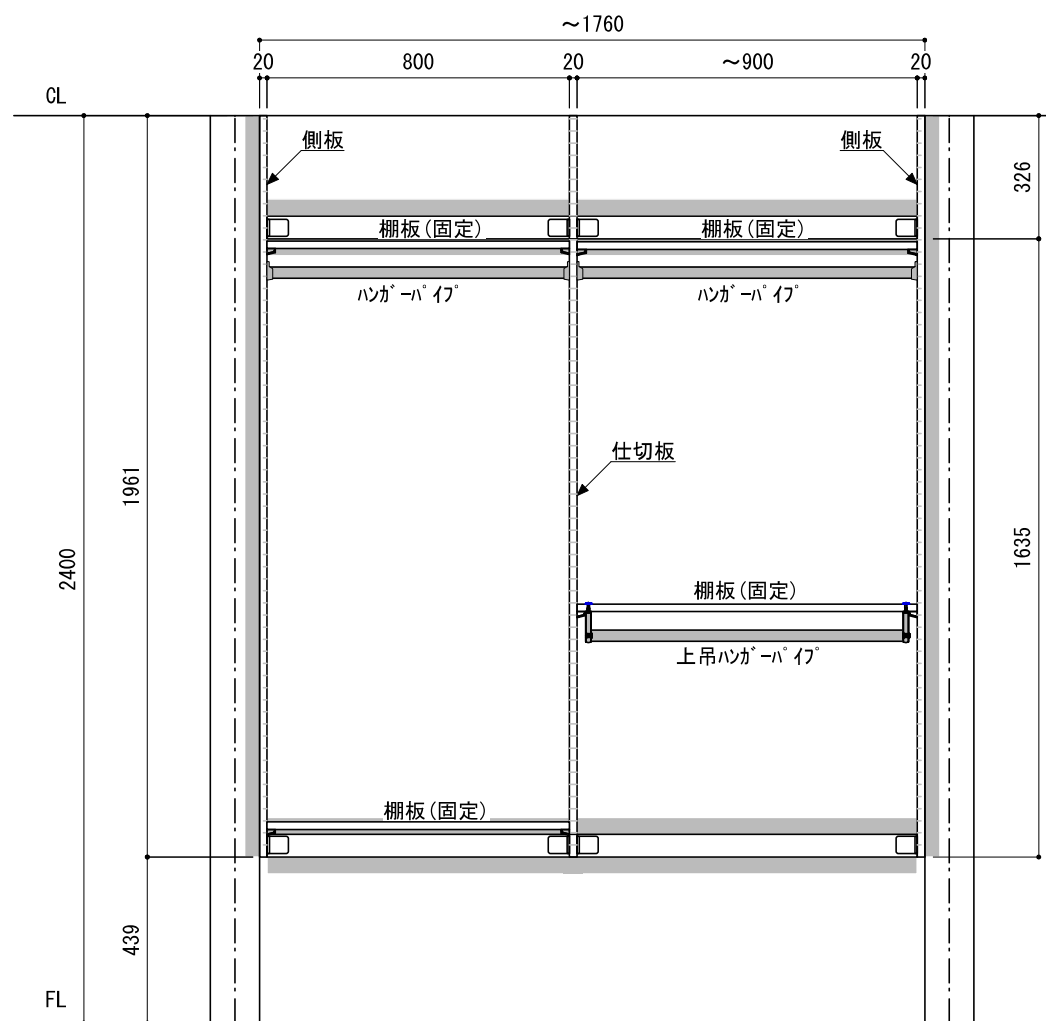 ～1760
20
800
20
～900
20
CL
側板
側板
326
棚板(固定)
棚板(固定)
ﾊﾝｶﾞｰﾊﾟｲﾌﾟ
ﾊﾝｶﾞｰﾊﾟｲﾌﾟ
仕切板
1961
2400
1635
棚板(固定)
上吊ﾊﾝｶﾞｰﾊﾟｲﾌﾟ
棚板(固定)
439
FL